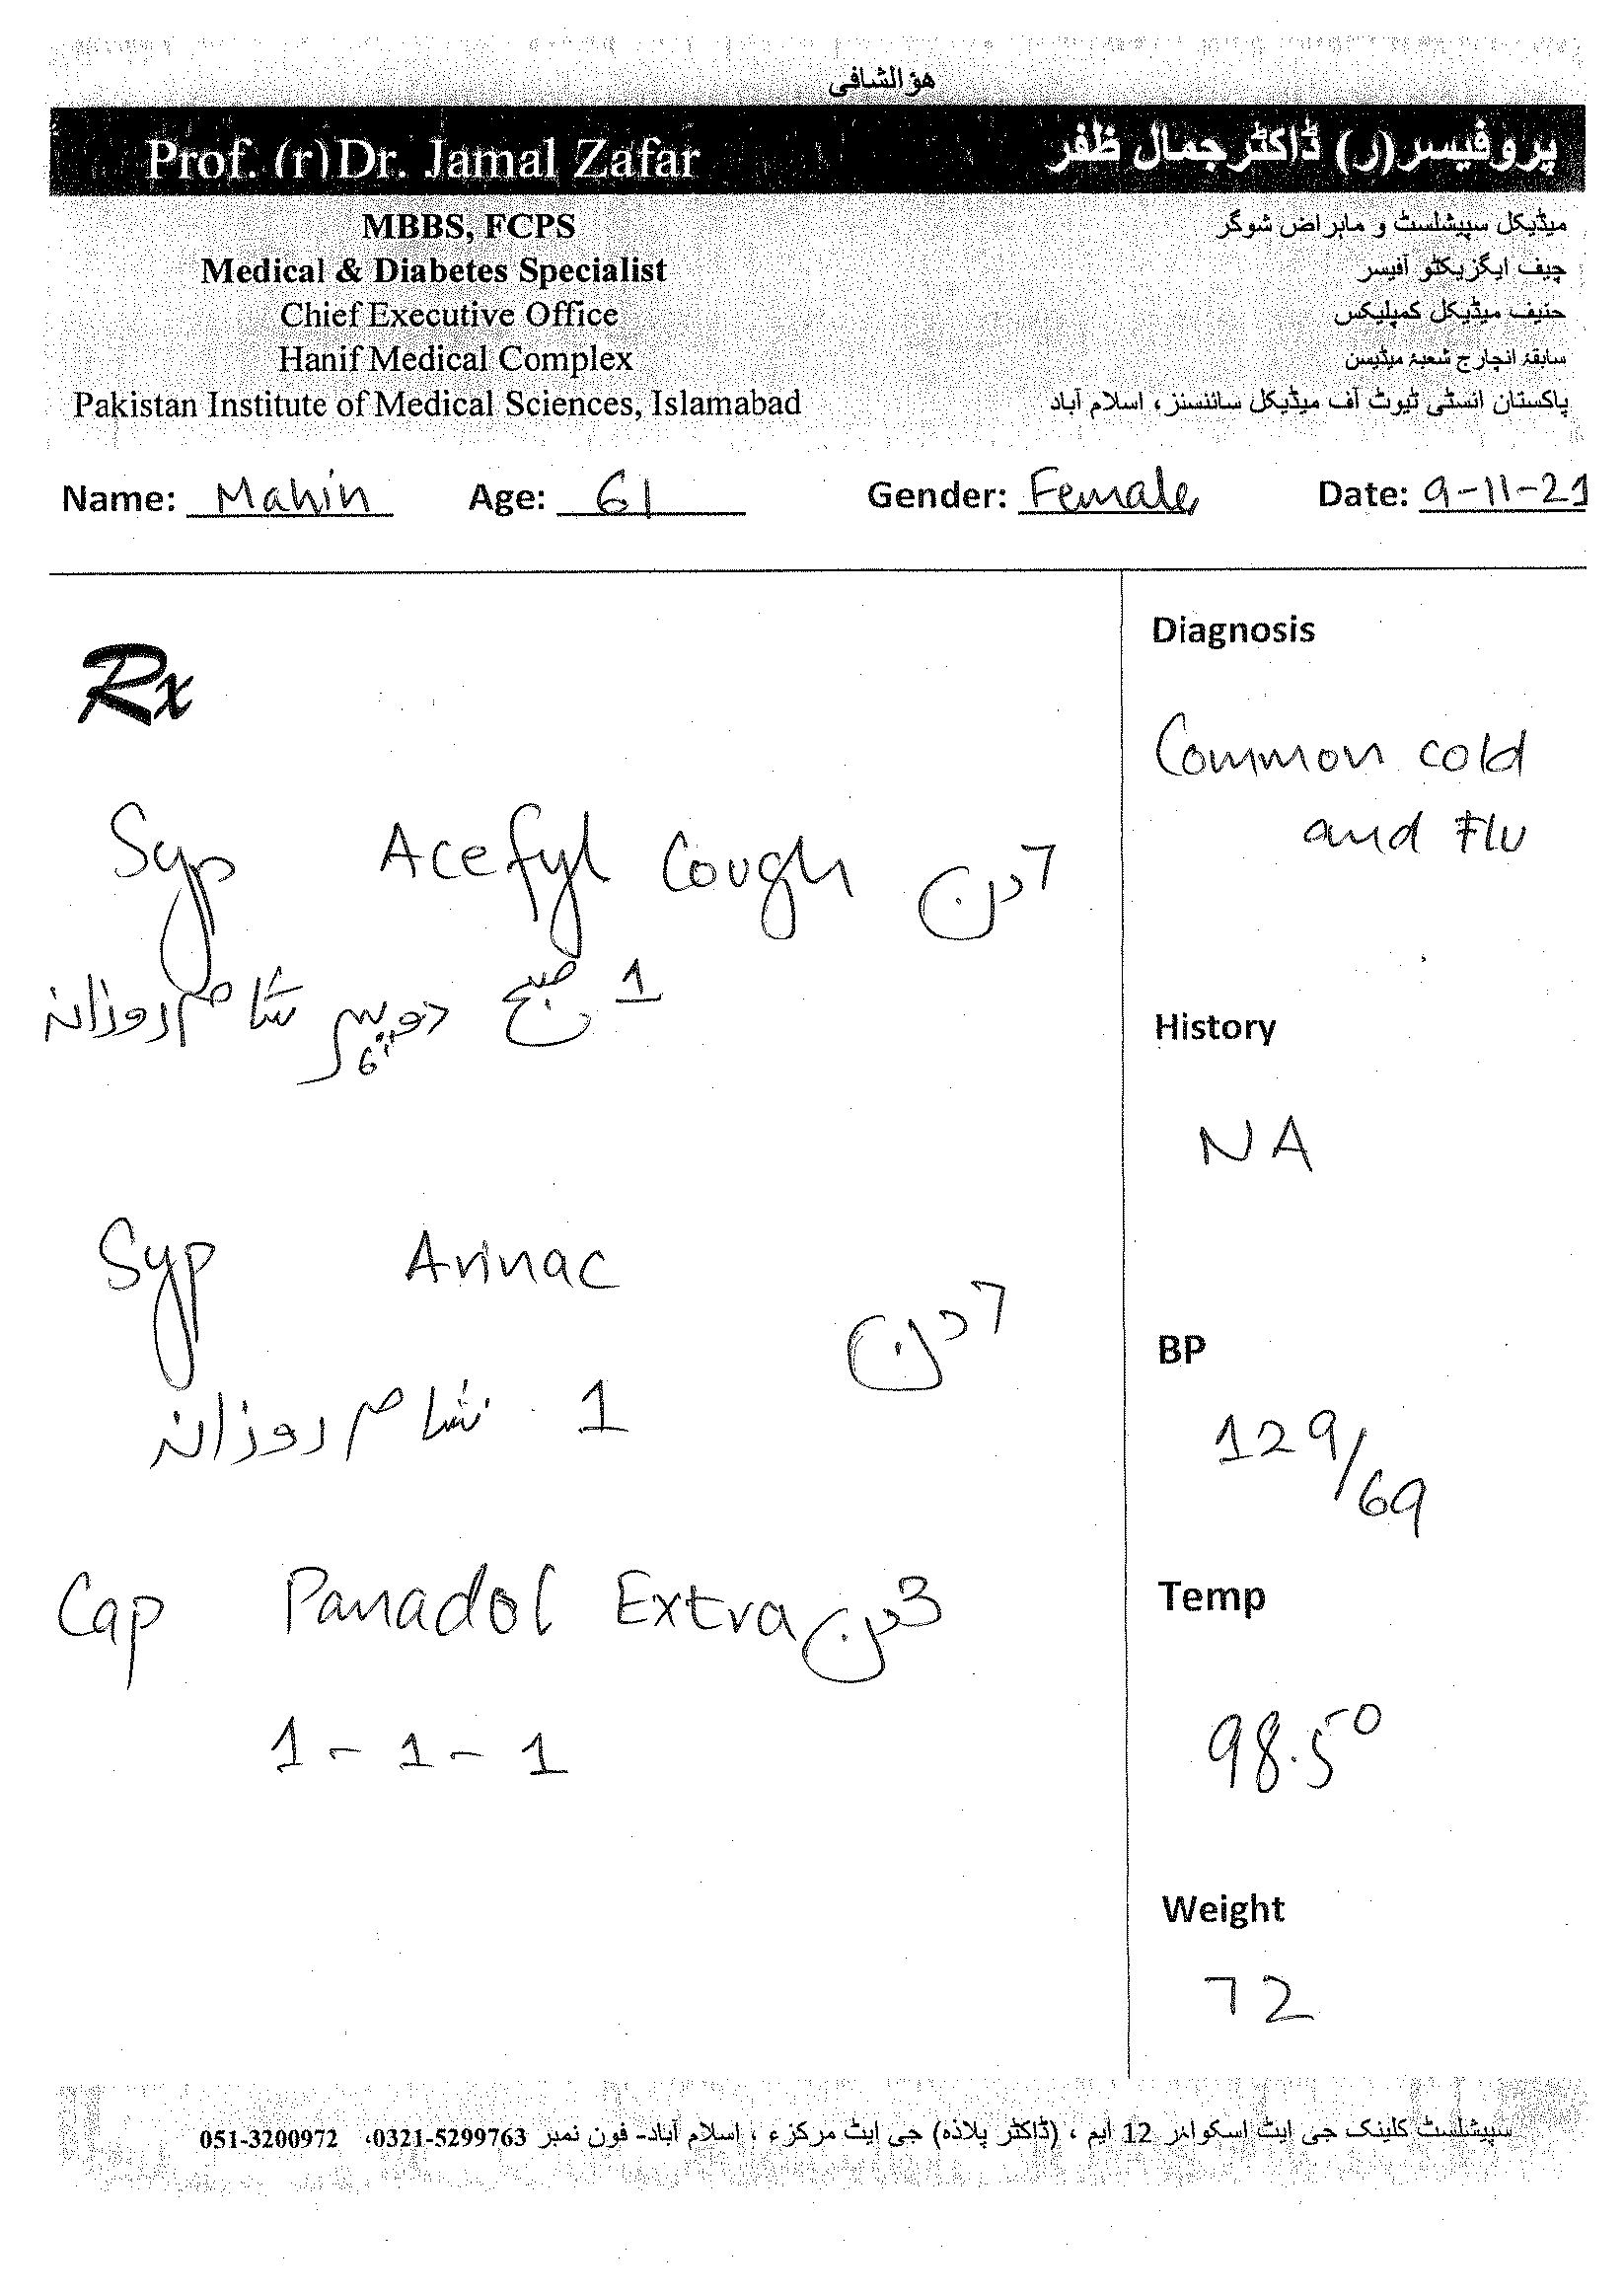 ھوالشافی
Prof. (r) Dr. Jamal Zafar
پروفیسر (ر) ڈاکٹر جمال ظفر
MBBS, FCPS
میڈیکل سپیشلسٹ و ماہر امراض شوگر
Medical & Diabetes Specialist
چیف ایگزیکٹو آفیسر
Chief Executive Office
حنیف میڈیکل کمپلیکس
Hanif Medical Complex
سابقہ انچارج شعبۂ میڈیسن
Pakistan Institute of Medical Sciences, Islamabad
پاکستان انسٹی ٹیوٹ آف میڈیکل سائنسز، اسلام آباد
Name: Mahin Age: 61 Gender: Female Date: 9-11-21
Rx
Syp Acefyl Cough 7 دن
1 صبح دوپہر شام روزانہ
Syp Arinac 7 دن
1 شام روزانہ
Cap Panadol Extra 3 دن
1 - 1 - 1
Diagnosis
Common cold
and Flu
History
NA
BP
129/69
Temp
98.5°
Weight
72
سپیشلسٹ کلینک جی ایٹ اسکوائر 12 ایم ، (ڈاکٹر پلازہ) جی ایٹ مرکز، اسلام آباد۔ فون نمبر 0321-5299763، 051-3200972